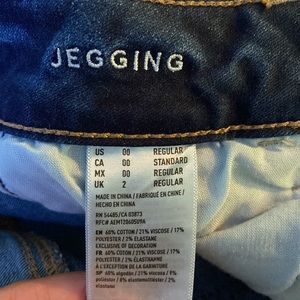 JEGGING
US 00 REGULAR
CA 00 STANDARD
MX 00 REGULAR
UK 2 REGULAR
MADE IN CHINA / FABRIQUÉ EN CHINE /
HECHO EN CHINA
RN 54485/CA 03873
EN 60% COTTON / 21% VISCOSE / 17%
POLYESTER / 2% ELASTANE
EXCLUSIVE OF DECORATION
FR 60% COTON / 21% VISCOSE / 17%
POLYESTER / 2% ÉLASTHANNE
À L'EXCEPTION DE LA GARNITURE